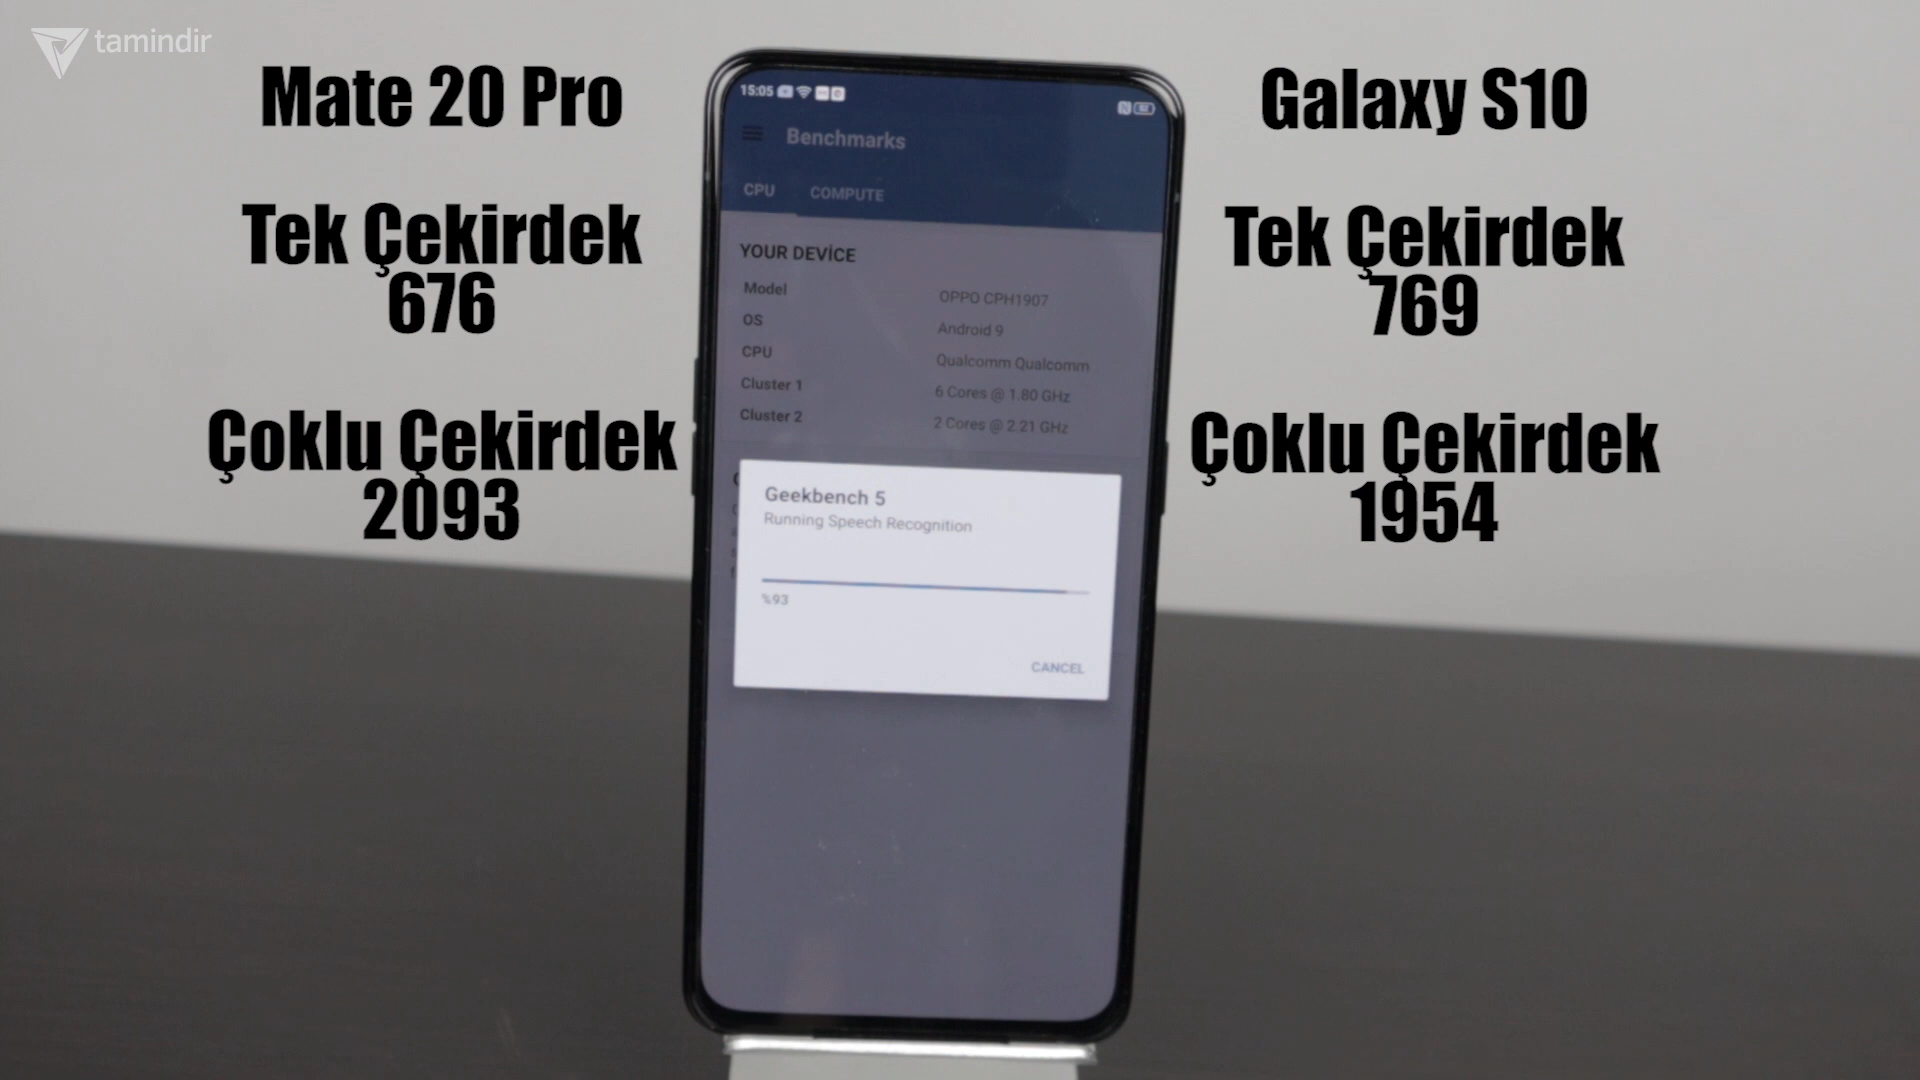 tamindir
Mate 20 Pro
Tek Çekirdek
676
Çoklu Çekirdek
2093
15:05
Benchmarks
CPU COMPUTE
YOUR DEVİCE
Model OPPO CPH1907
OS Android 9
CPU Qualcomm Qualcomm
Cluster 1 6 Cores @ 1.80 GHz
Cluster 2 2 Cores @ 2.21 GHz
Geekbench 5
Running Speech Recognition
%93
CANCEL
Galaxy S10
Tek Çekirdek
769
Çoklu Çekirdek
1954